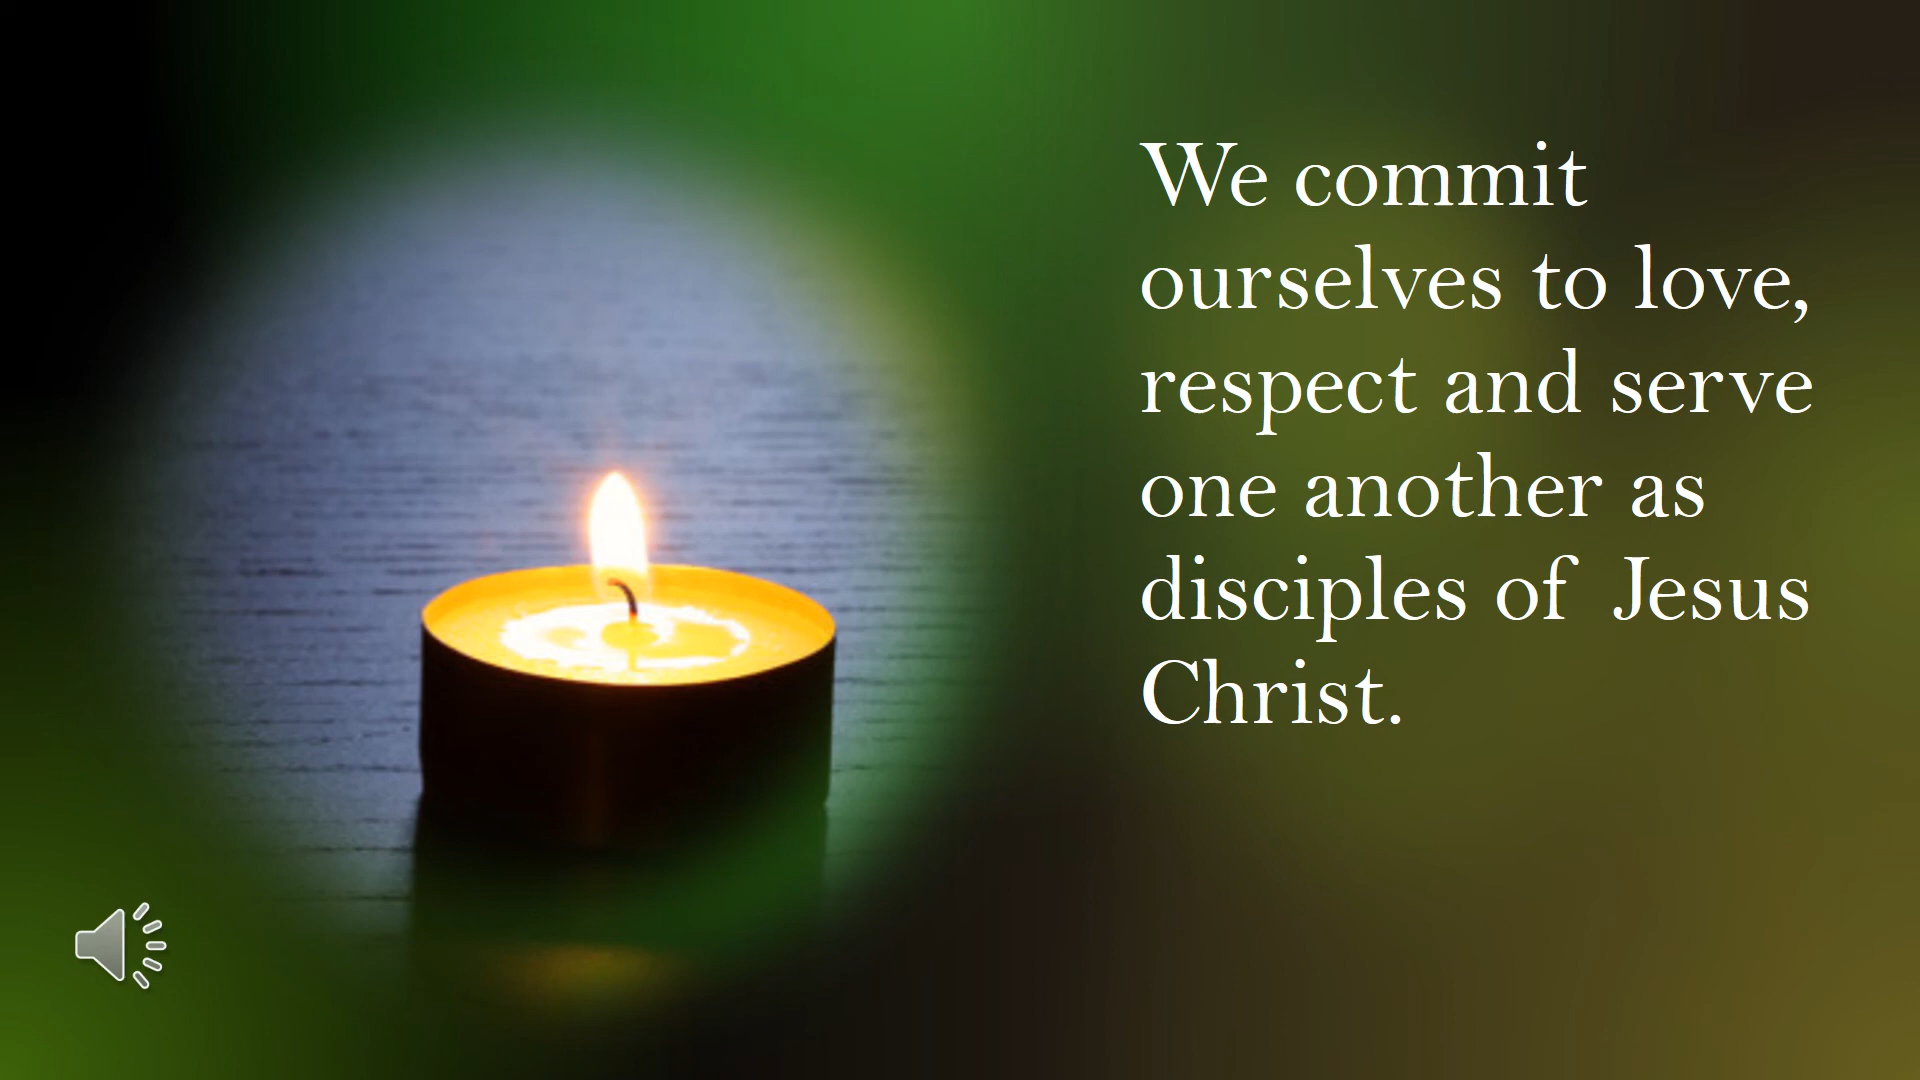 We commit
ourselves to love,
respect and serve
one another as
disciples of  Jesus
Christ.